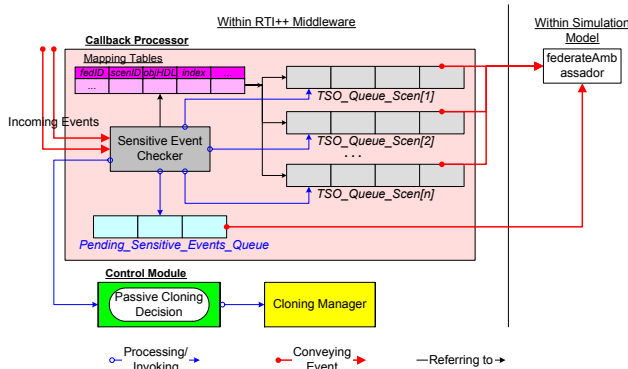 Within RTI++ Middleware
Within Simulation
Model
Callback Processor
Mapping Tables
fedID scenID objHDL index ...
...
federateAmb
assador
TSO_Queue_Scen[1]
Incoming Events
Sensitive Event
Checker
TSO_Queue_Scen[2]
. . .
TSO_Queue_Scen[n]
Pending_Sensitive_Events_Queue
Control Module
Passive Cloning
Decision
Cloning Manager
Processing/
Invoking
Conveying
Event
Referring to